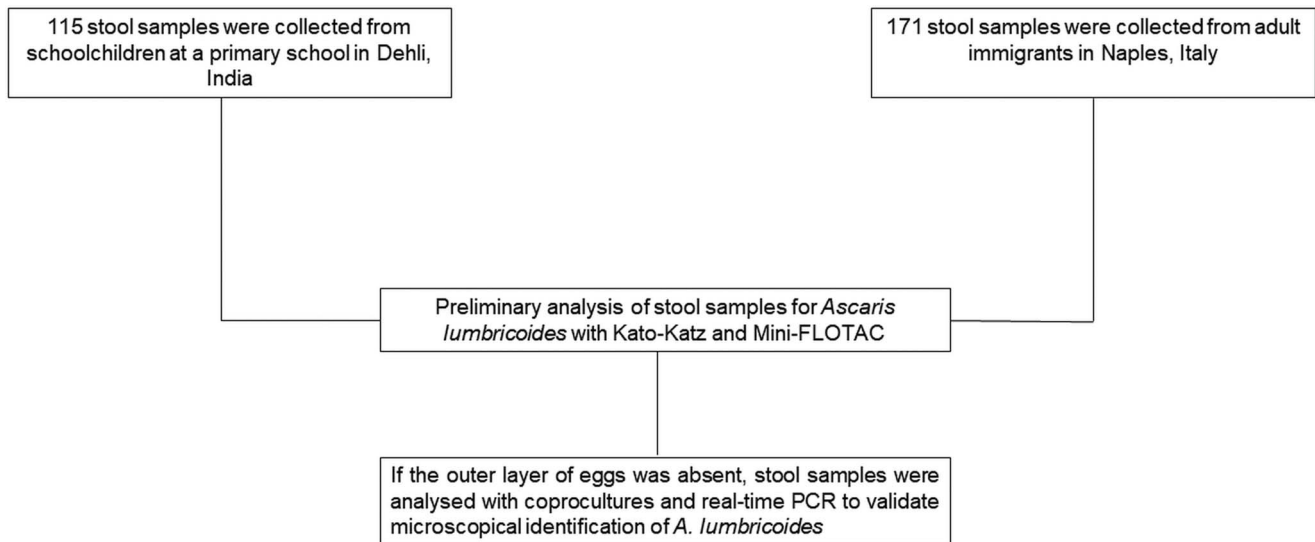 115 stool samples were collected from
schoolchildren at a primary school in Dehli,
India
171 stool samples were collected from adult
immigrants in Naples, Italy
Preliminary analysis of stool samples for Ascaris
lumbricoides with Kato-Katz and Mini-FLOTAC
If the outer layer of eggs was absent, stool samples were
analysed with coprocultures and real-time PCR to validate
microscopical identification of A. lumbricoides